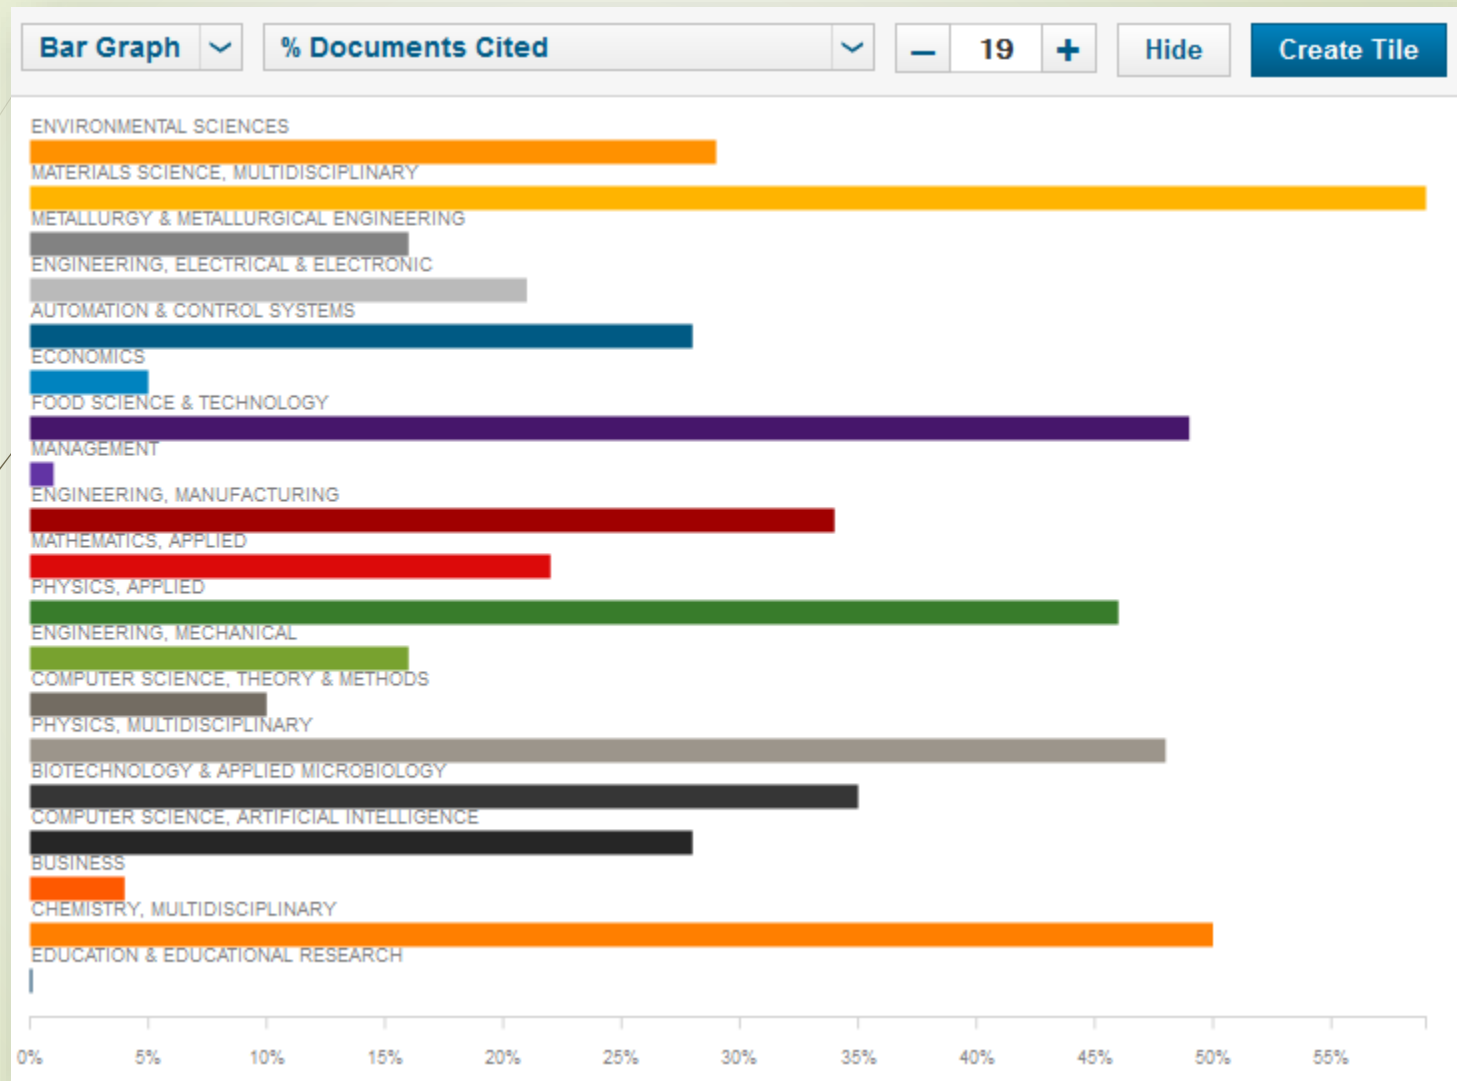 Bar Graph % Documents Cited 19 Hide Create Tile
ENVIRONMENTAL SCIENCES
MATERIALS SCIENCE, MULTIDISCIPLINARY
METALLURGY & METALLURGICAL ENGINEERING
ENGINEERING, ELECTRICAL & ELECTRONIC
AUTOMATION & CONTROL SYSTEMS
ECONOMICS
FOOD SCIENCE & TECHNOLOGY
MANAGEMENT
ENGINEERING, MANUFACTURING
MATHEMATICS, APPLIED
PHYSICS, APPLIED
ENGINEERING, MECHANICAL
COMPUTER SCIENCE, THEORY & METHODS
PHYSICS, MULTIDISCIPLINARY
BIOTECHNOLOGY & APPLIED MICROBIOLOGY
COMPUTER SCIENCE, ARTIFICIAL INTELLIGENCE
BUSINESS
CHEMISTRY, MULTIDISCIPLINARY
EDUCATION & EDUCATIONAL RESEARCH
0% 5% 10% 15% 20% 25% 30% 35% 40% 45% 50% 55%